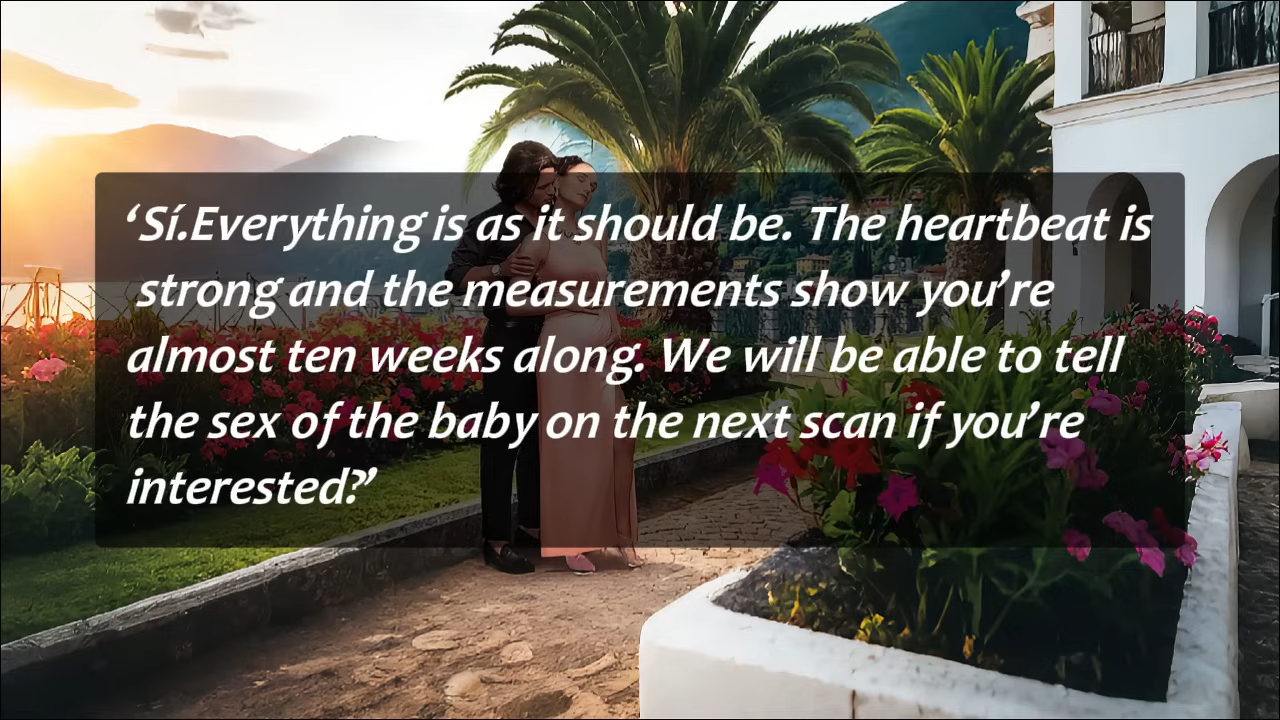 ‘Sí.Everything is as it should be. The heartbeat is
strong and the measurements show you’re
almost ten weeks along. We will be able to tell
the sex of the baby on the next scan if you’re
interested?’